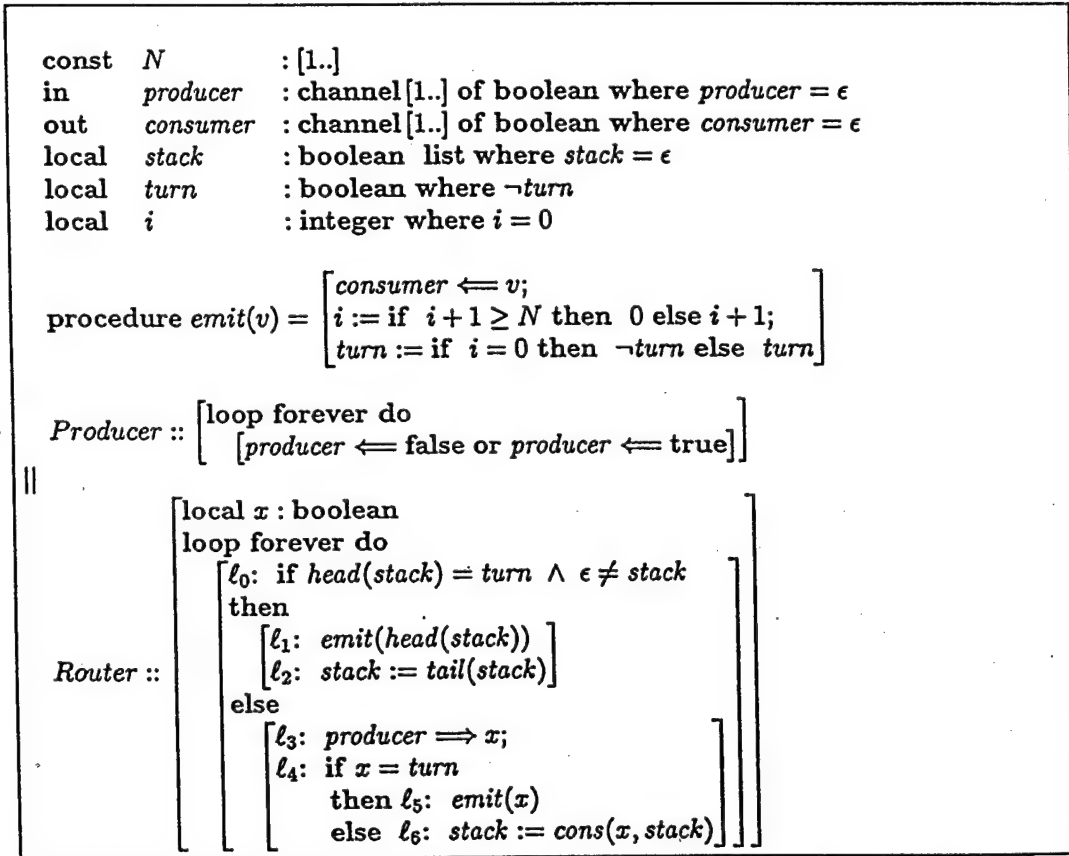 const N : [1..]
in producer : channel [1..] of boolean where producer = ϵ
out consumer : channel [1..] of boolean where consumer = ϵ
local stack : boolean list where stack = ϵ
local turn : boolean where ¬turn
local i : integer where i = 0
procedure emit(v) = [consumer ⟸ v;
i := if i + 1 ≥ N then 0 else i + 1;
turn := if i = 0 then ¬turn else turn]
Producer :: [loop forever do
[producer ⟸ false or producer ⟸ true]]
||
Router :: [local x : boolean
loop forever do
[ℓ0: if head(stack) = turn ∧ ϵ ≠ stack
then
[ℓ1: emit(head(stack))
ℓ2: stack := tail(stack)]
else
[ℓ3: producer ⟹ x;
ℓ4: if x = turn
then ℓ5: emit(x)
else ℓ6: stack := cons(x, stack)]]]